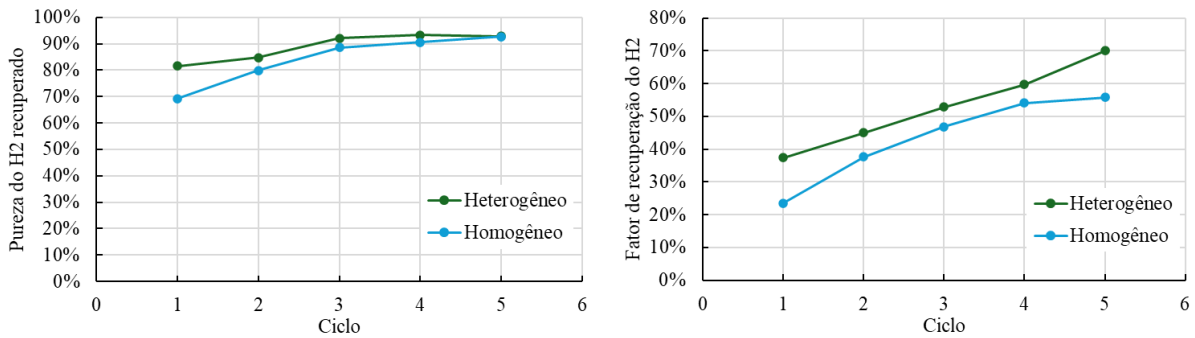 Pureza do H2 recuperado
100%
90%
80%
70%
60%
50%
40%
30%
20%
10%
0%
0 1 2 3 4 5 6
Ciclo
Heterogêneo
Homogêneo
Fator de recuperação do H2
80%
70%
60%
50%
40%
30%
20%
10%
0%
0 1 2 3 4 5 6
Ciclo
Heterogêneo
Homogêneo